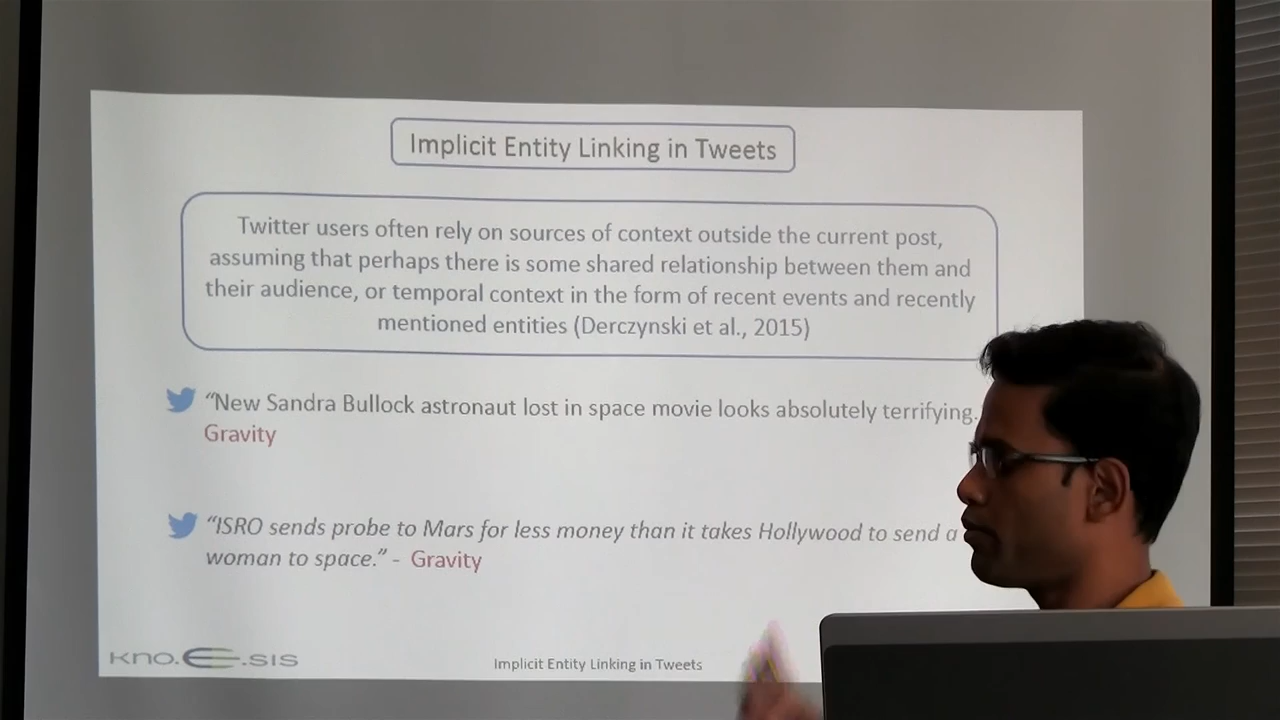 Implicit Entity Linking in Tweets
Twitter users often rely on sources of context outside the current post,
assuming that perhaps there is some shared relationship between them and
their audience, or temporal context in the form of recent events and recently
mentioned entities (Derczynski et al., 2015)
“New Sandra Bullock astronaut lost in space movie looks absolutely terrifying.
Gravity
“ISRO sends probe to Mars for less money than it takes Hollywood to send a
woman to space.” - Gravity
kno.e.sis
Implicit Entity Linking in Tweets